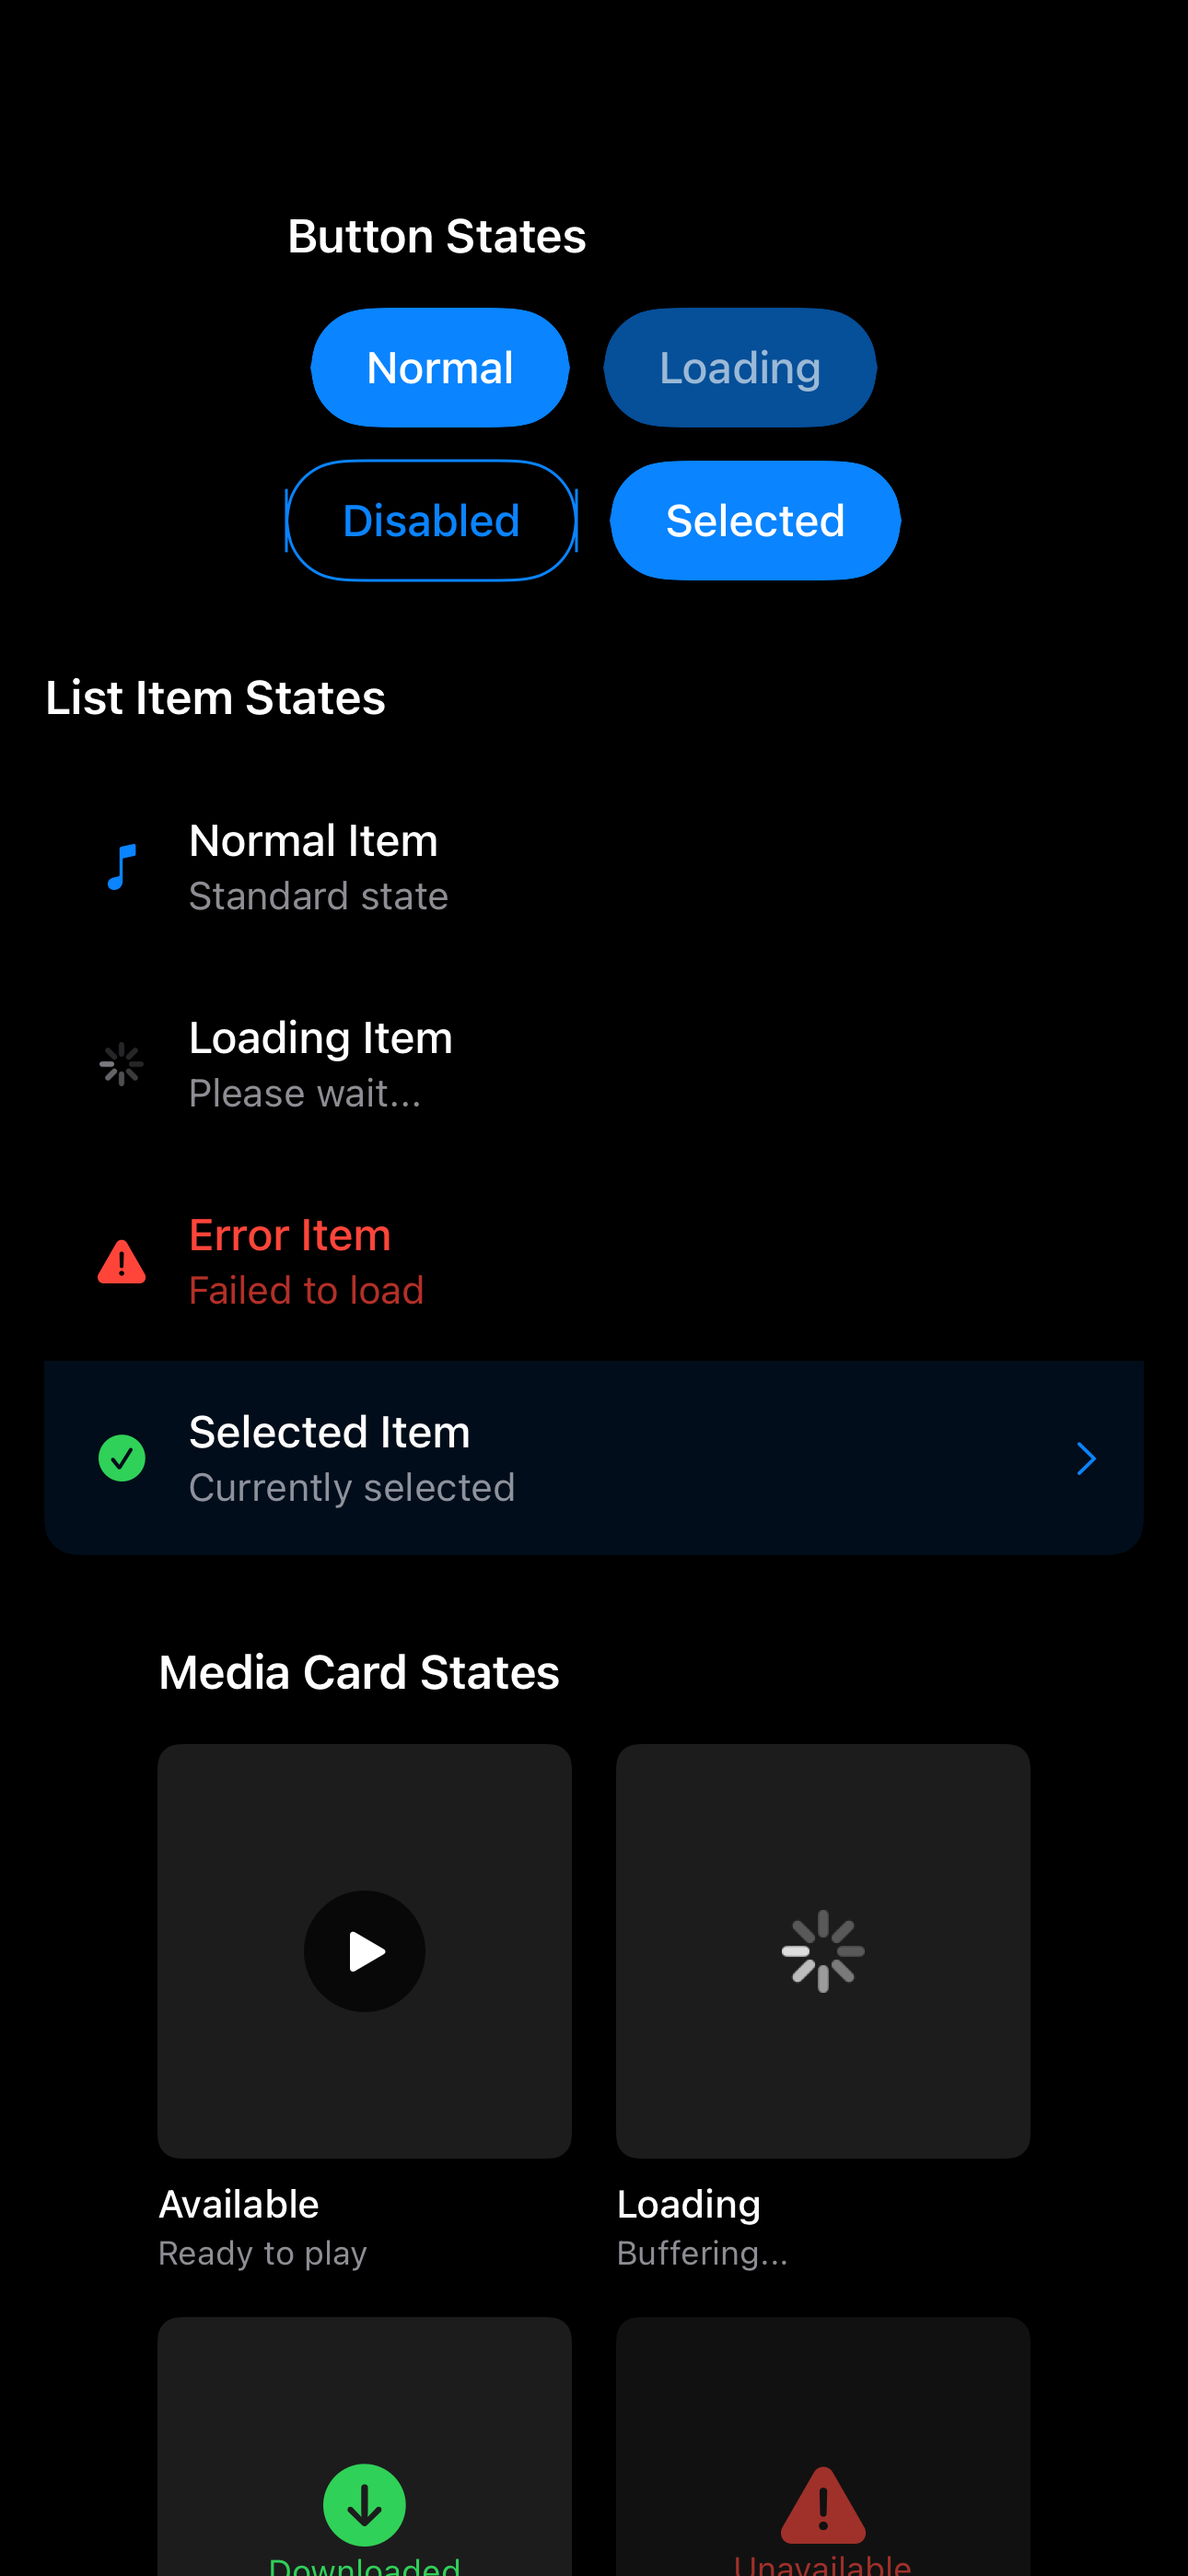 Button States
Normal
Loading
Disabled
Selected
List Item States
Normal Item
Standard state
Loading Item
Please wait...
Error Item
Failed to load
Selected Item
Currently selected
Media Card States
Available
Ready to play
Loading
Buffering...
Downloaded
Unavailable